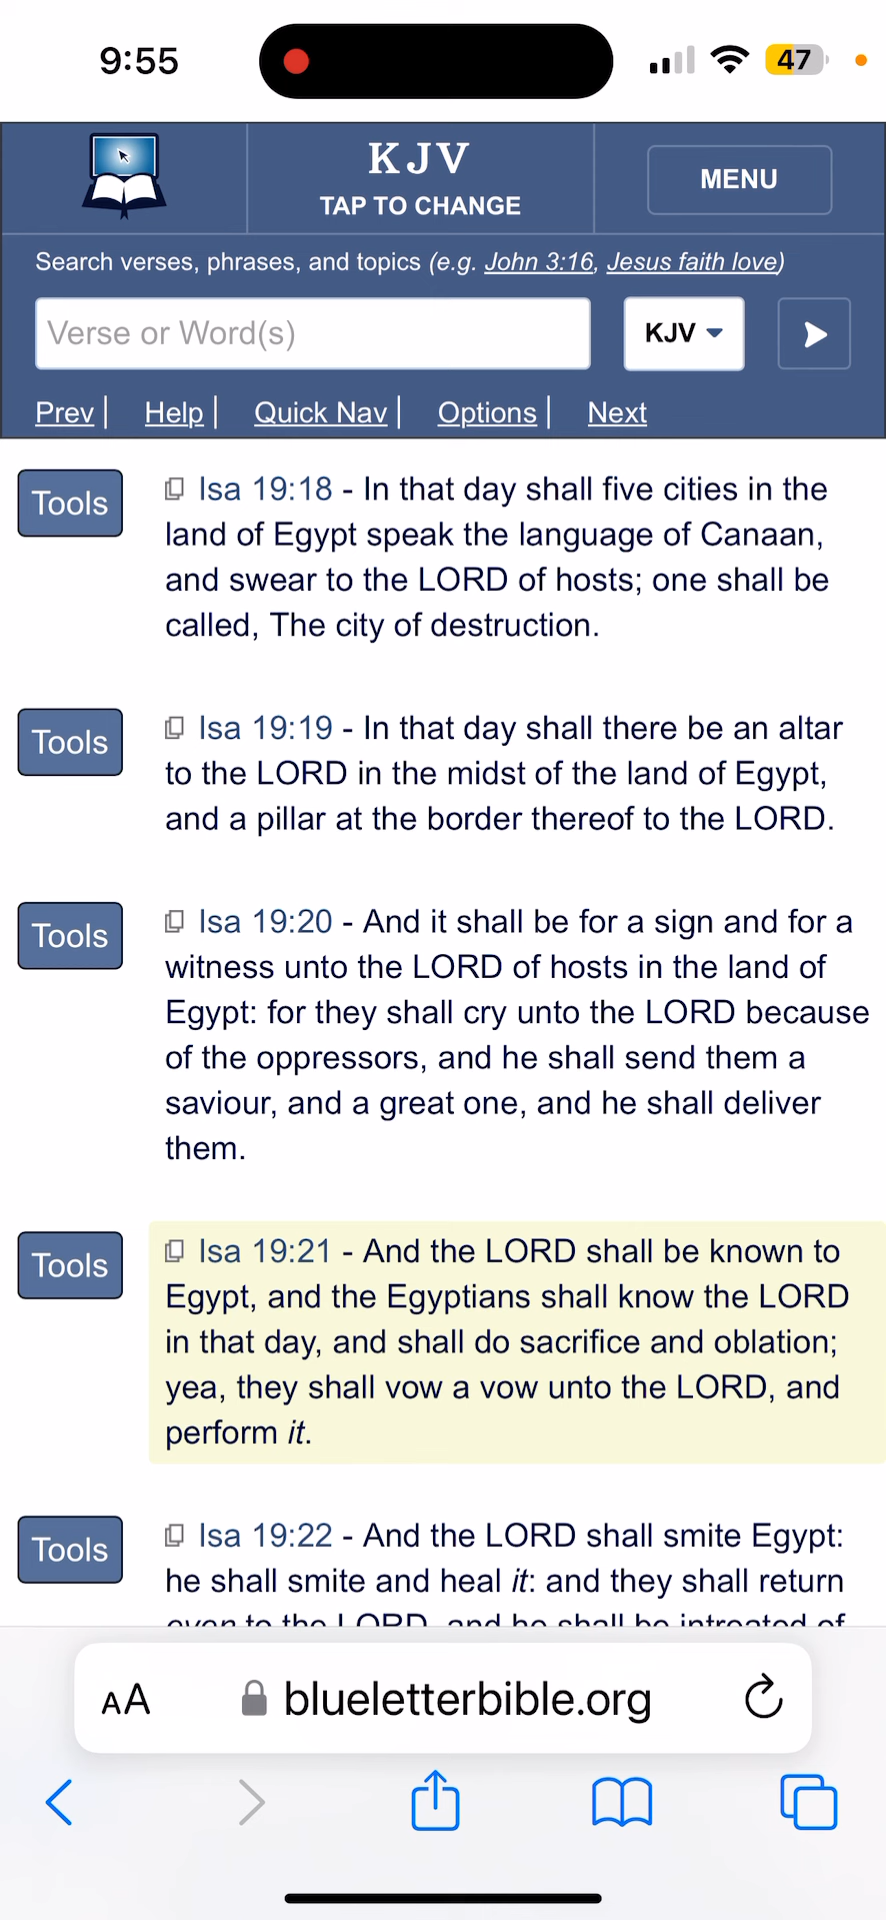 9:55
47
KJV
TAP TO CHANGE
MENU
Search verses, phrases, and topics (e.g. John 3:16, Jesus faith love)
Verse or Word(s)
KJV
Prev | Help | Quick Nav | Options | Next
Tools
Isa 19:18 - In that day shall five cities in the
land of Egypt speak the language of Canaan,
and swear to the LORD of hosts; one shall be
called, The city of destruction.
Tools
Isa 19:19 - In that day shall there be an altar
to the LORD in the midst of the land of Egypt,
and a pillar at the border thereof to the LORD.
Tools
Isa 19:20 - And it shall be for a sign and for a
witness unto the LORD of hosts in the land of
Egypt: for they shall cry unto the LORD because
of the oppressors, and he shall send them a
saviour, and a great one, and he shall deliver
them.
Tools
Isa 19:21 - And the LORD shall be known to
Egypt, and the Egyptians shall know the LORD
in that day, and shall do sacrifice and oblation;
yea, they shall vow a vow unto the LORD, and
perform it.
Tools
Isa 19:22 - And the LORD shall smite Egypt:
he shall smite and heal it: and they shall return
even to the LORD, and he shall be intreated of
AA
blueletterbible.org